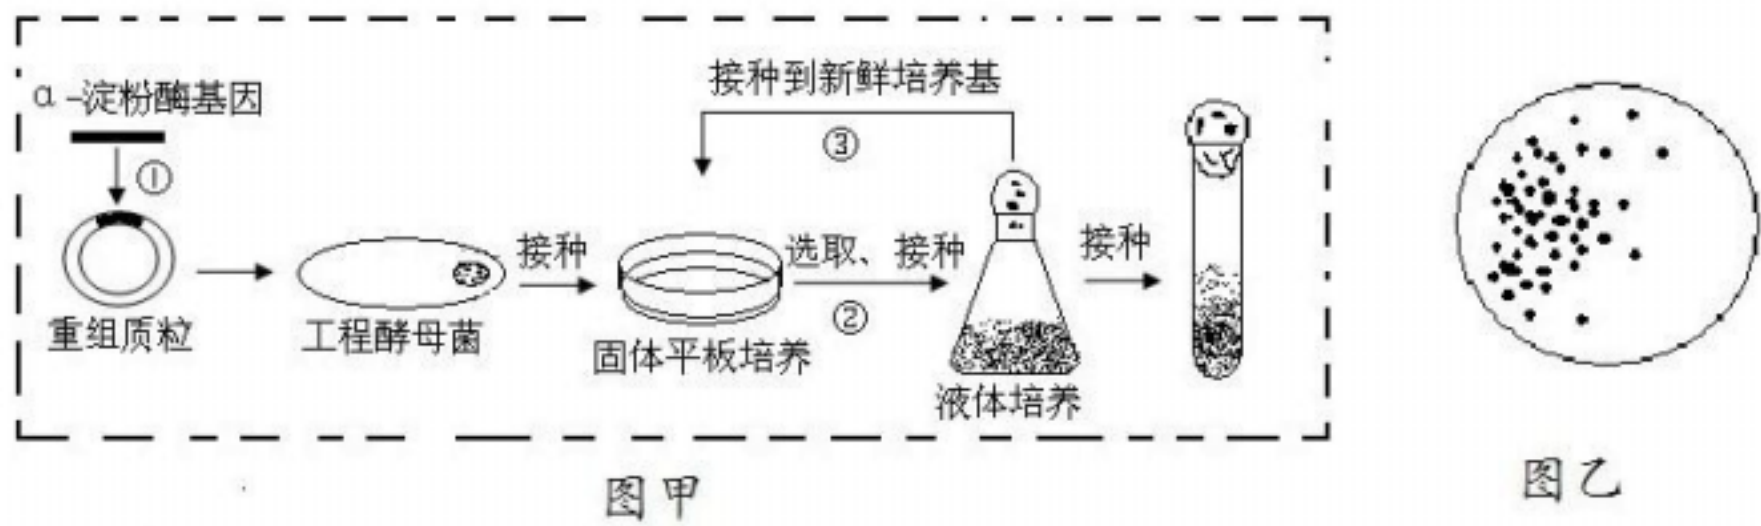 α-淀粉酶基因
①
重组质粒
工程酵母菌
接种
固体平板培养
接种到新鲜培养基
③
选取、接种
②
液体培养
接种
图甲
图乙